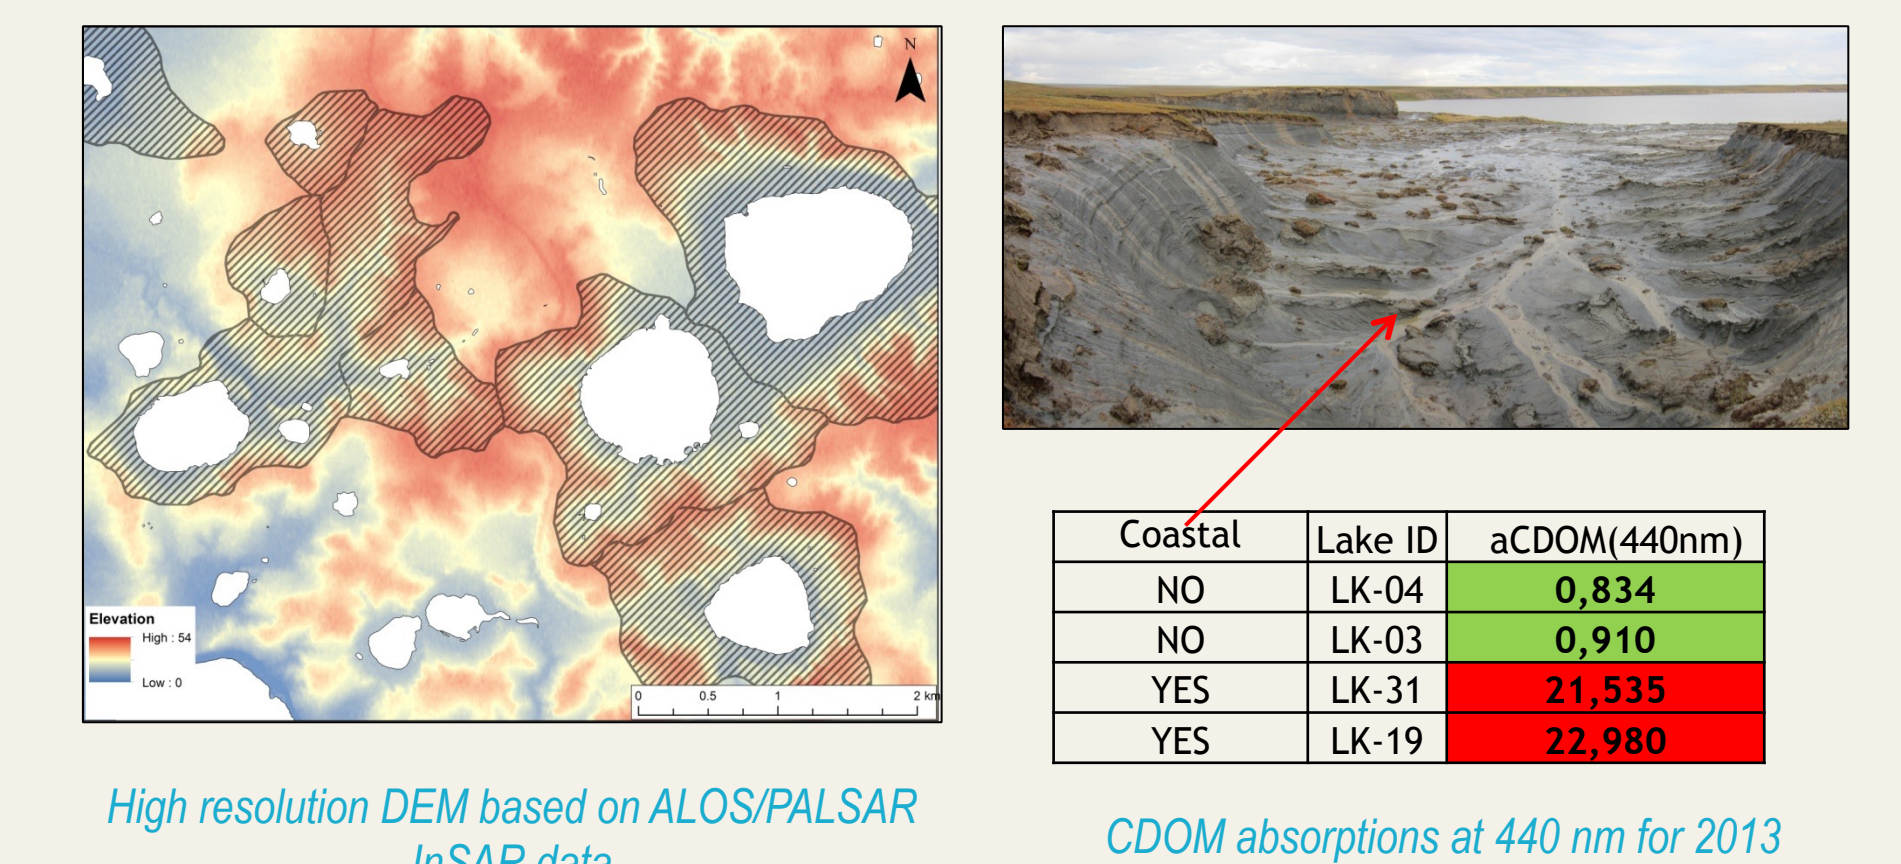 N
Elevation
High : 54
Low : 0
0 0.5 1 2 km
High resolution DEM based on ALOS/PALSAR
InSAR data
Coastal Lake ID aCDOM(440nm)
NO LK-04 0,834
NO LK-03 0,910
YES LK-31 21,535
YES LK-19 22,980
CDOM absorptions at 440 nm for 2013